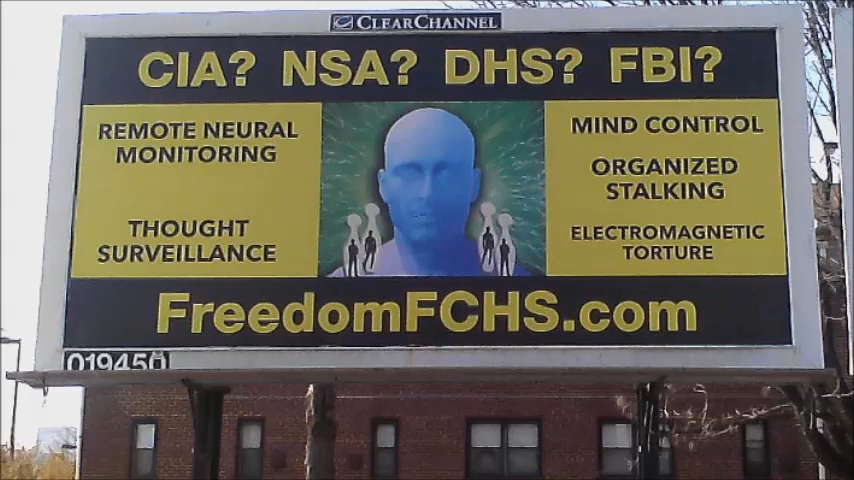 CLEARCHANNEL
CIA? NSA? DHS? FBI?
REMOTE NEURAL
MONITORING
THOUGHT
SURVEILLANCE
MIND CONTROL
ORGANIZED
STALKING
ELECTROMAGNETIC
TORTURE
FreedomFCHS.com
019450